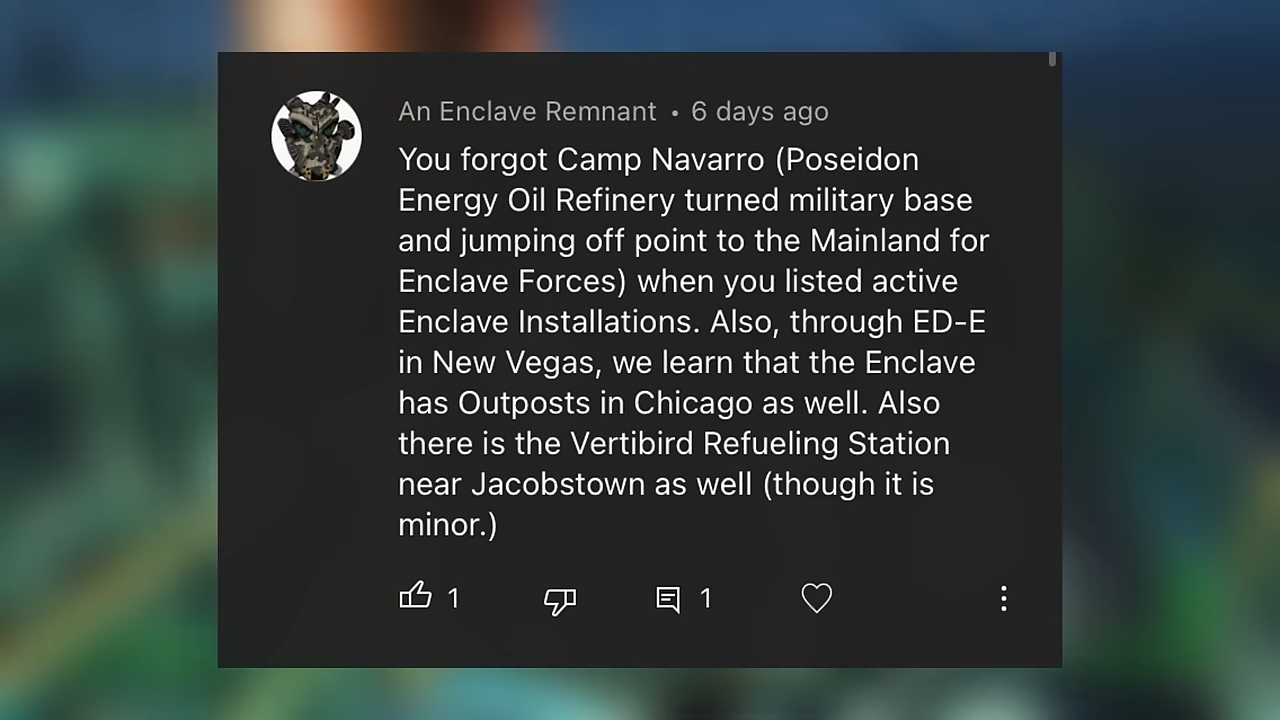 An Enclave Remnant • 6 days ago
You forgot Camp Navarro (Poseidon
Energy Oil Refinery turned military base
and jumping off point to the Mainland for
Enclave Forces) when you listed active
Enclave Installations. Also, through ED-E
in New Vegas, we learn that the Enclave
has Outposts in Chicago as well. Also
there is the Vertibird Refueling Station
near Jacobstown as well (though it is
minor.)
1 1